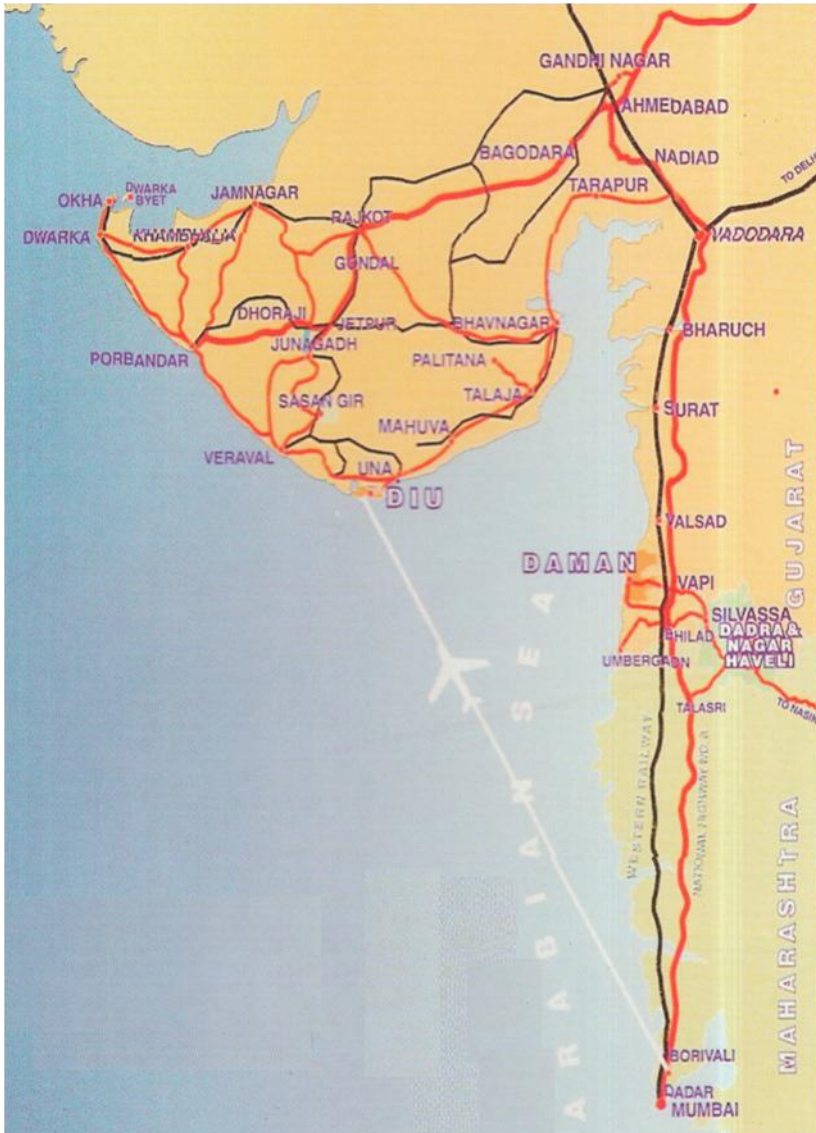 GANDHI NAGAR
AHMEDABAD
BAGODARA
NADIAD
TARAPUR
TO DELHI
OKHA
DWARKA
BYET
JAMNAGAR
RAJKOT
DWARKA
KHAMBHALIA
VADODARA
GONDAL
DHORAJI
JETPUR
BHAVNAGAR
BHARUCH
JUNAGADH
PORBANDAR
PALITANA
TALAJA
SASAN GIR
SURAT
MAHUVA
VERAVAL
UNA
DIU
GUJARAT
VALSAD
DAMAN
VAPI
SILVASSA
DADRA &
NAGAR
HAVELI
BHILAD
UMBERGAON
TALASRI
TO NASIK
ARABIAN SEA
WESTERN RAILWAY
NATIONAL HIGHWAY NO. 8
MAHARASHTRA
BORIVALI
DADAR
MUMBAI